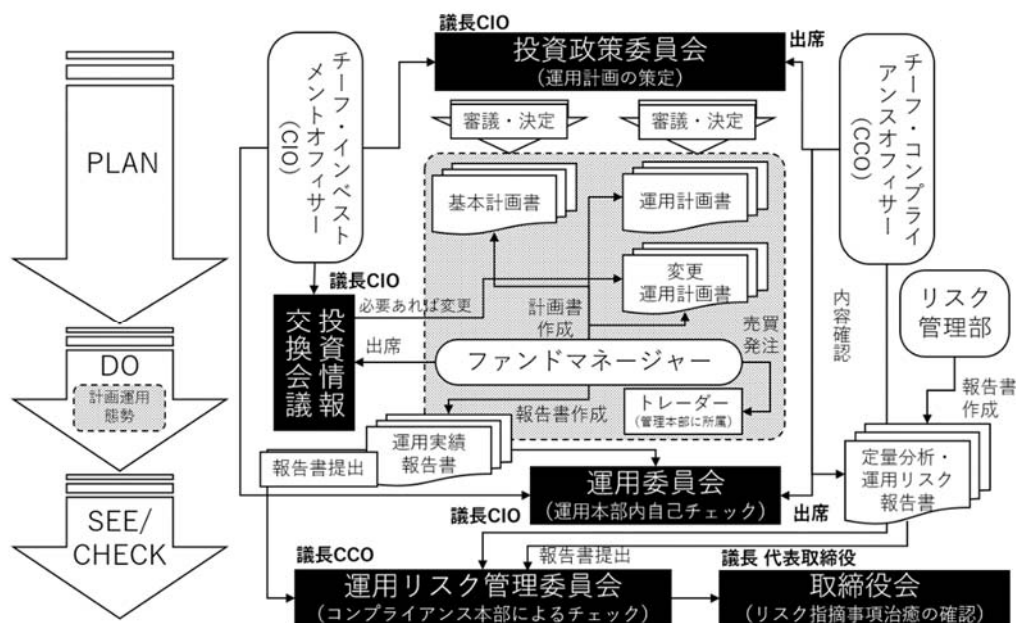 議長CIO
投資政策委員会
(運用計画の策定)
出席
チーフ・インベスト
メントオフィサー
(CIO)
チーフ・コンプライ
アンスオフィサー
(CCO)
PLAN
審議・決定
審議・決定
基本計画書
運用計画書
変更
運用計画書
議長CIO
投資情報
交換会議
必要あれば変更
計画書
作成
売買
発注
内容確認
リスク
管理部
出席
ファンドマネージャー
DO
計画運用
態勢
報告書作成
トレーダー
(管理本部に所属)
報告書
作成
運用実績
報告書
報告書提出
定量分析・
運用リスク
報告書
運用委員会
(運用本部内自己チェック)
議長CIO
出席
SEE/
CHECK
議長CCO
報告書提出
議長 代表取締役
運用リスク管理委員会
(コンプライアンス本部によるチェック)
取締役会
(リスク指摘事項治癒の確認)